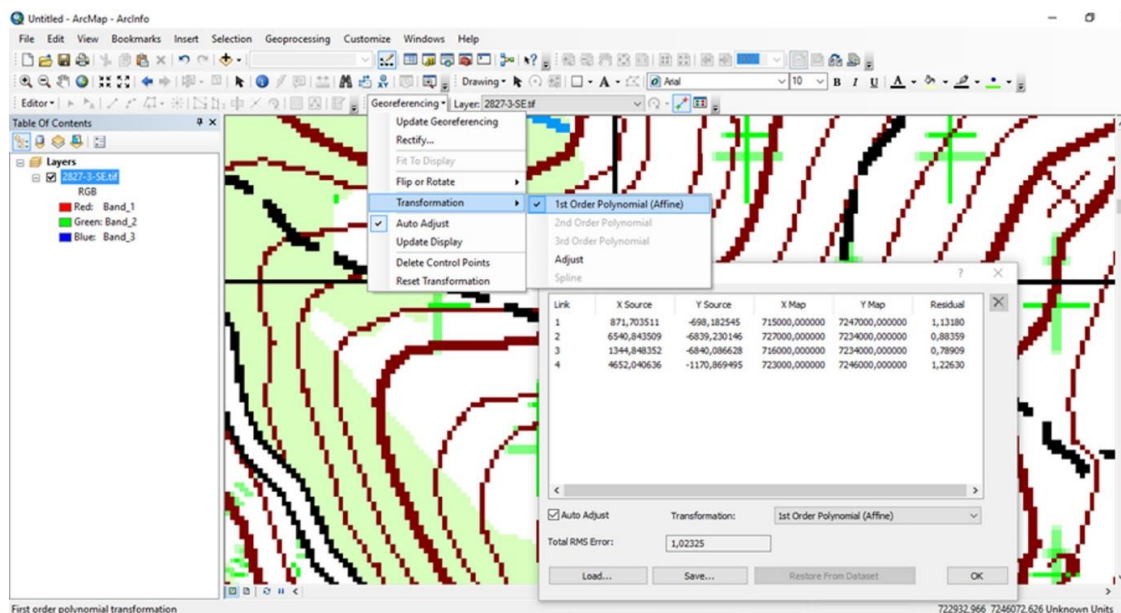 Untitled - ArcMap - ArcInfo
File Edit View Bookmarks Insert Selection Geoprocessing Customize Windows Help
Drawing Arial 10 B I U A
Editor Georeferencing Layer: 2827-3-SE.tif
Table Of Contents
Layers
2827-3-SE.tif
RGB
Red: Band_1
Green: Band_2
Blue: Band_3
Update Georeferencing
Rectify...
Fit To Display
Flip or Rotate
Transformation
Auto Adjust
Update Display
Delete Control Points
Reset Transformation
1st Order Polynomial (Affine)
2nd Order Polynomial
3rd Order Polynomial
Adjust
Spline
Link X Source Y Source X Map Y Map Residual
1 871,703511 -698,182545 715000,000000 7247000,000000 1,13180
2 6540,843509 -6839,230146 727000,000000 7234000,000000 0,88359
3 1344,848352 -6840,086628 716000,000000 7234000,000000 0,78909
4 4652,040636 -1170,869495 723000,000000 7246000,000000 1,22630
Auto Adjust Transformation: 1st Order Polynomial (Affine)
Total RMS Error: 1,02325
Load... Save... Restore From Dataset OK
First order polynomial transformation 722932,966 7246072,626 Unknown Units